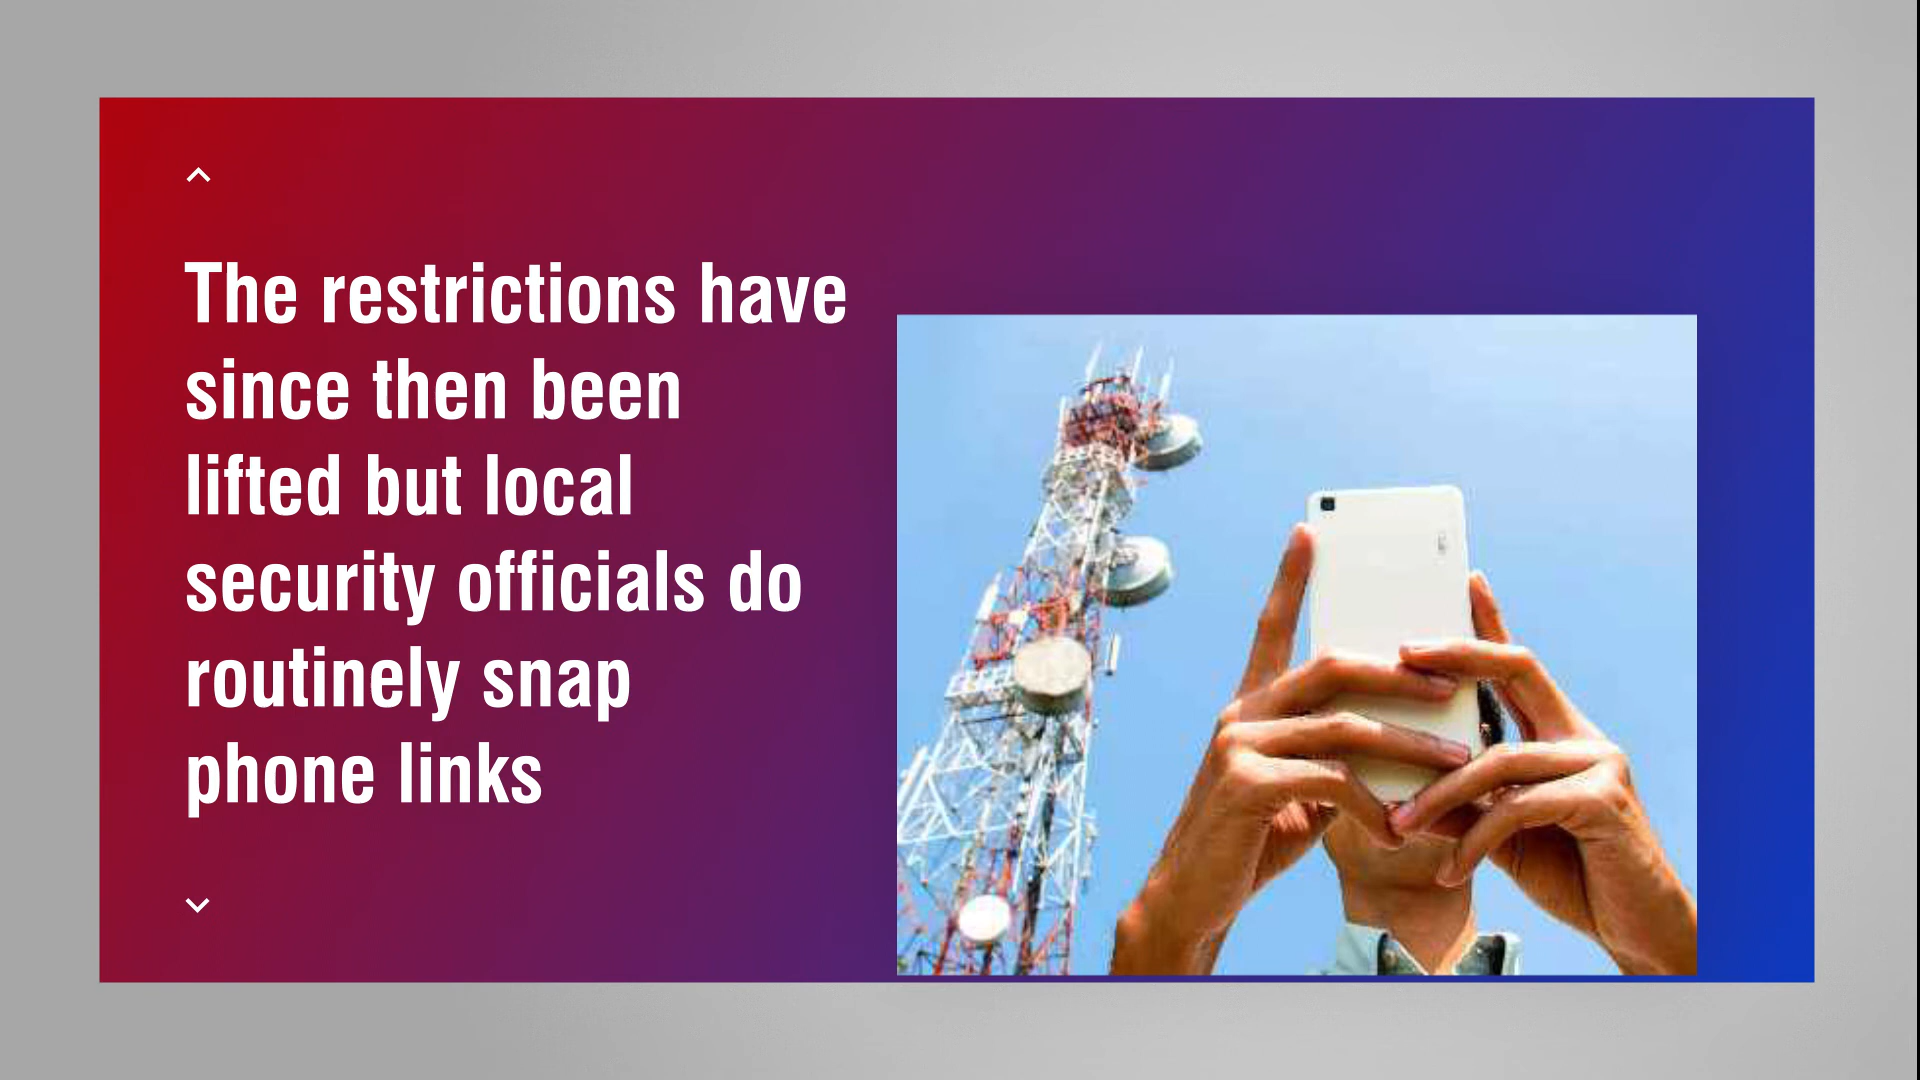 The restrictions have
since then been
lifted but local
security officials do
routinely snap
phone links